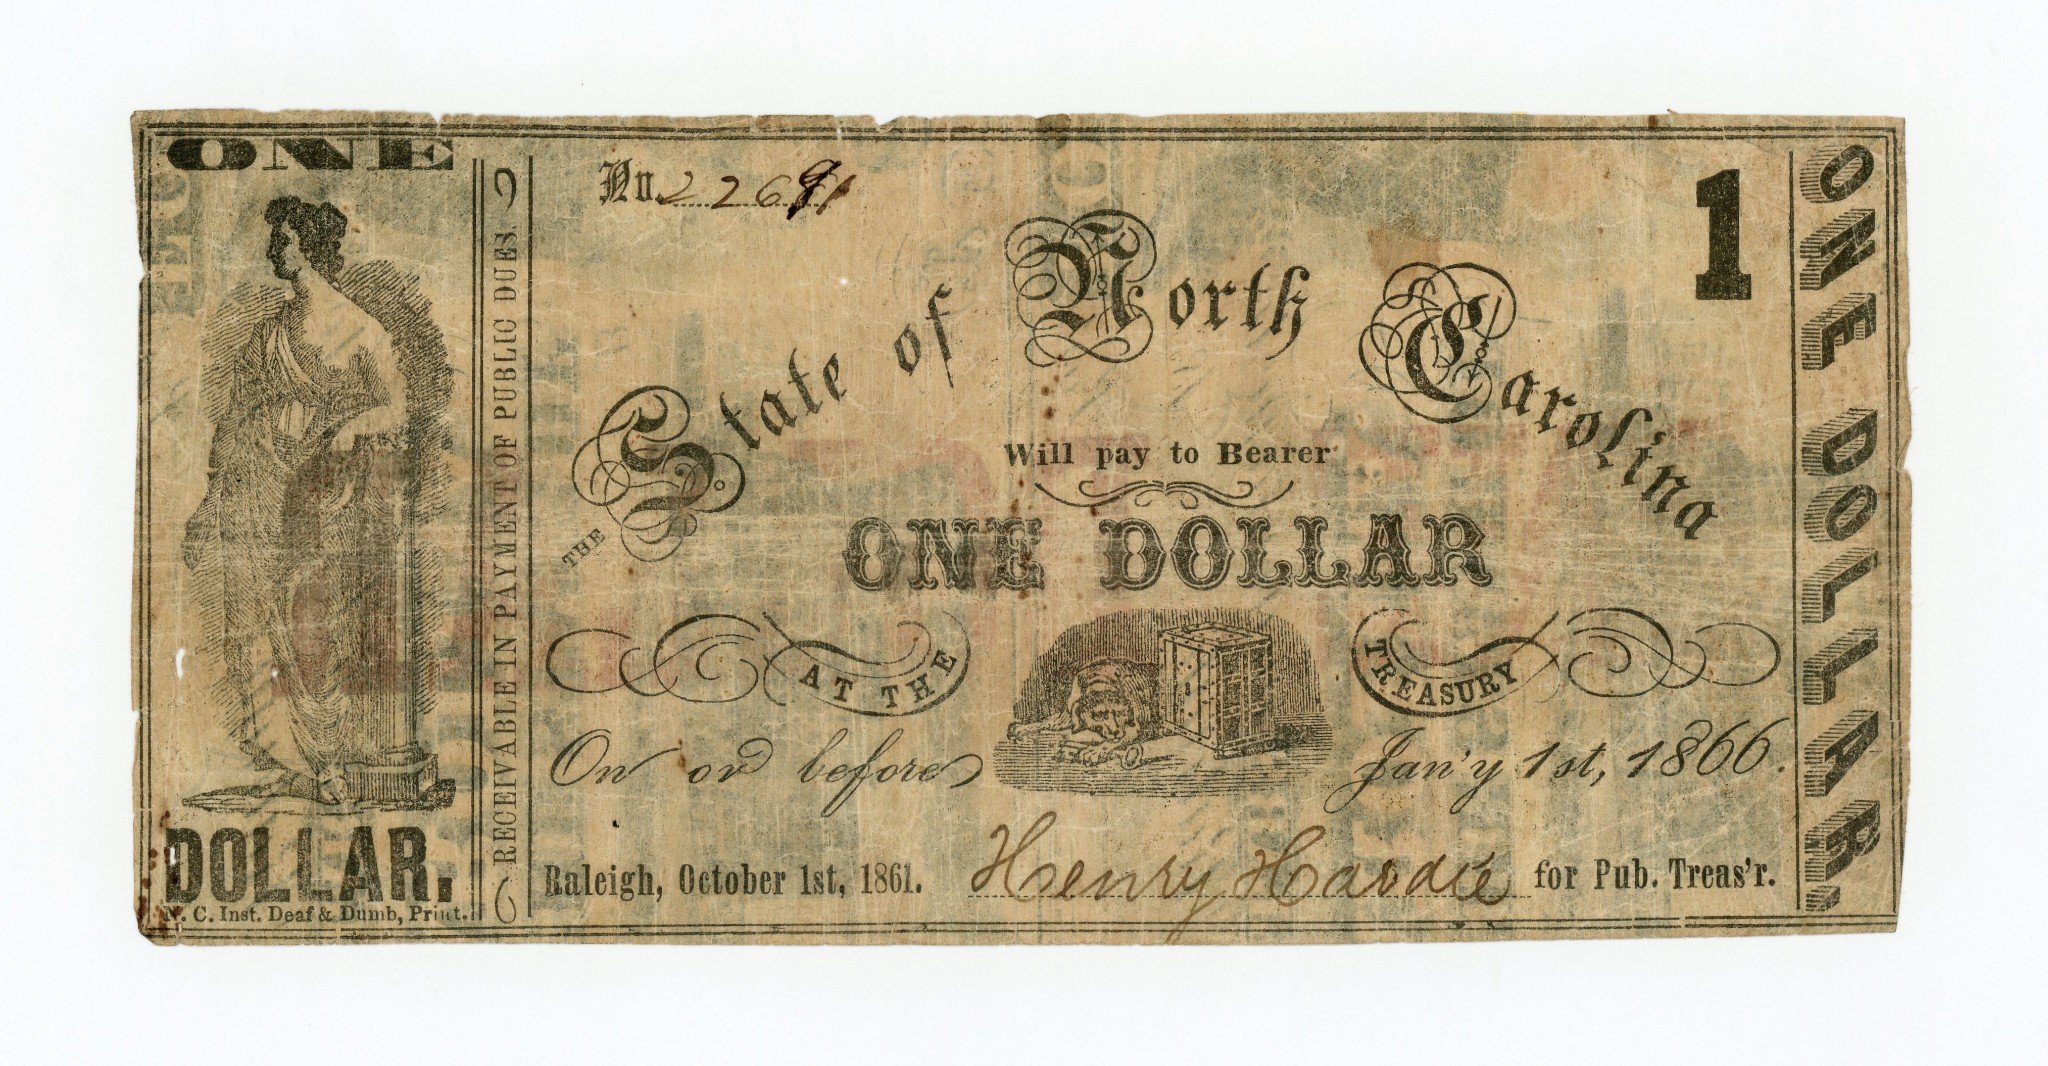 ONE
DOLLAR.
N. C. Inst. Deaf & Dumb, Print.
RECEIVABLE IN PAYMENT OF PUBLIC DUES.
No. 22691
THE State of North Carolina
Will pay to Bearer
ONE DOLLAR
AT THE TREASURY
On or before Jan'y 1st, 1866.
Raleigh, October 1st, 1861. Henry Hardie for Pub. Treas'r.
1
ONE DOLLAR.